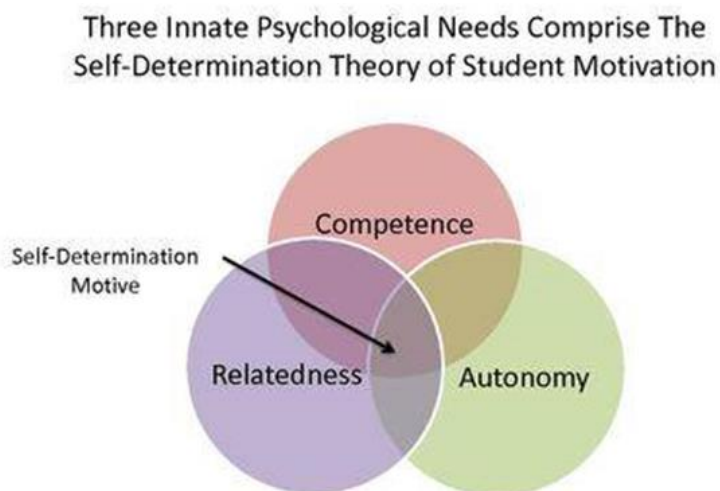 Three Innate Psychological Needs Comprise The
Self-Determination Theory of Student Motivation
Competence
Self-Determination
Motive
Relatedness
Autonomy